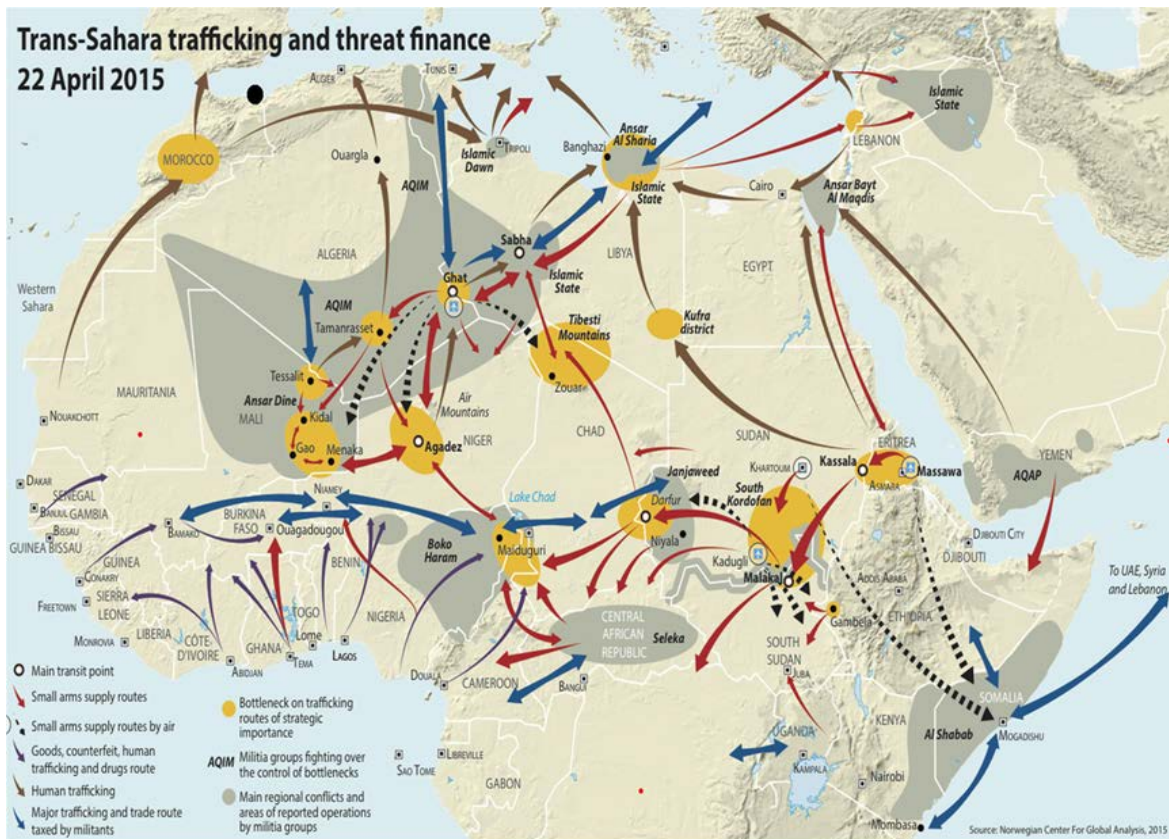 Trans-Sahara trafficking and threat finance
22 April 2015
ALGER
TUNIS
MOROCCO
Ouargla
Islamic
Dawn
TRIPOLI
Banghazi
Ansar
Al Sharia
Islamic
State
LEBANON
Islamic
State
Cairo
Ansar Bayt
Al Maqdis
AQIM
ALGERIA
Sabha
Ghat
Islamic
State
LIBYA
EGYPT
Western
Sahara
AQIM
Tamanrasset
Tibesti
Mountains
Kufra
district
Zouar
Tessalit
Ansar Dine
MAURITANIA
NOUAKCHOTT
MALI
Kidal
Gao
Menaka
Air
Mountains
Agadez
NIGER
CHAD
SUDAN
ERITREA
Kassala
ASMARA
Massawa
YEMEN
AQAP
KHARTOUM
Janjaweed
South
Kordofan
Darfur
Niyala
Kadugli
Malakal
DAKAR
SENEGAL
BANJUL
GAMBIA
BISSAU
GUINEA BISSAU
BAMAKO
BURKINA
FASO
Ouagadougou
NIAMEY
Lake Chad
Boko
Haram
Maiduguri
BENIN
NIGERIA
GUINEA
CONAKRY
SIERRA
LEONE
FREETOWN
MONROVIA
LIBERIA
CÔTE-
D'IVOIRE
ABIDJAN
GHANA
TEMA
TOGO
Lome
LAGOS
DJIBOUTI CITY
DJIBOUTI
ADDIS ABABA
ETHIOPIA
Gambela
SOUTH
SUDAN
JUBA
CENTRAL
AFRICAN
REPUBLIC
Seleka
BANGUI
CAMEROON
DOUALA
To UAE, Syria
and Lebanon
SOMALIA
MOGADISHU
Al Shabab
KENYA
UGANDA
KAMPALA
Nairobi
Mombasa
LIBREVILLE
SAO TOME
GABON
Main transit point
Small arms supply routes
Small arms supply routes by air
Goods, counterfeit, human
trafficking and drugs route
Human trafficking
Major trafficking and trade route
taxed by militants
Bottleneck on trafficking
routes of strategic
importance
AQIM
Militia groups fighting over
the control of bottlenecks
Main regional conflicts and
areas of reported operations
by militia groups
Source: Norwegian Center For Global Analysis, 2015